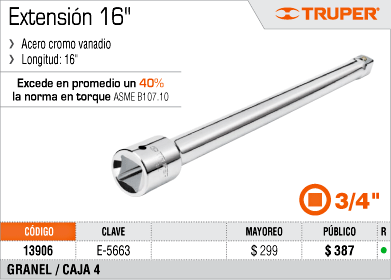 Extensión 16"
TRUPER®
› Acero cromo vanadio
› Longitud: 16"
Excede en promedio un 40%
la norma en torque ASME B107.10
3/4"
CÓDIGO CLAVE MAYOREO PÚBLICO R
13906 E-5663 $ 299 $ 387
GRANEL / CAJA 4